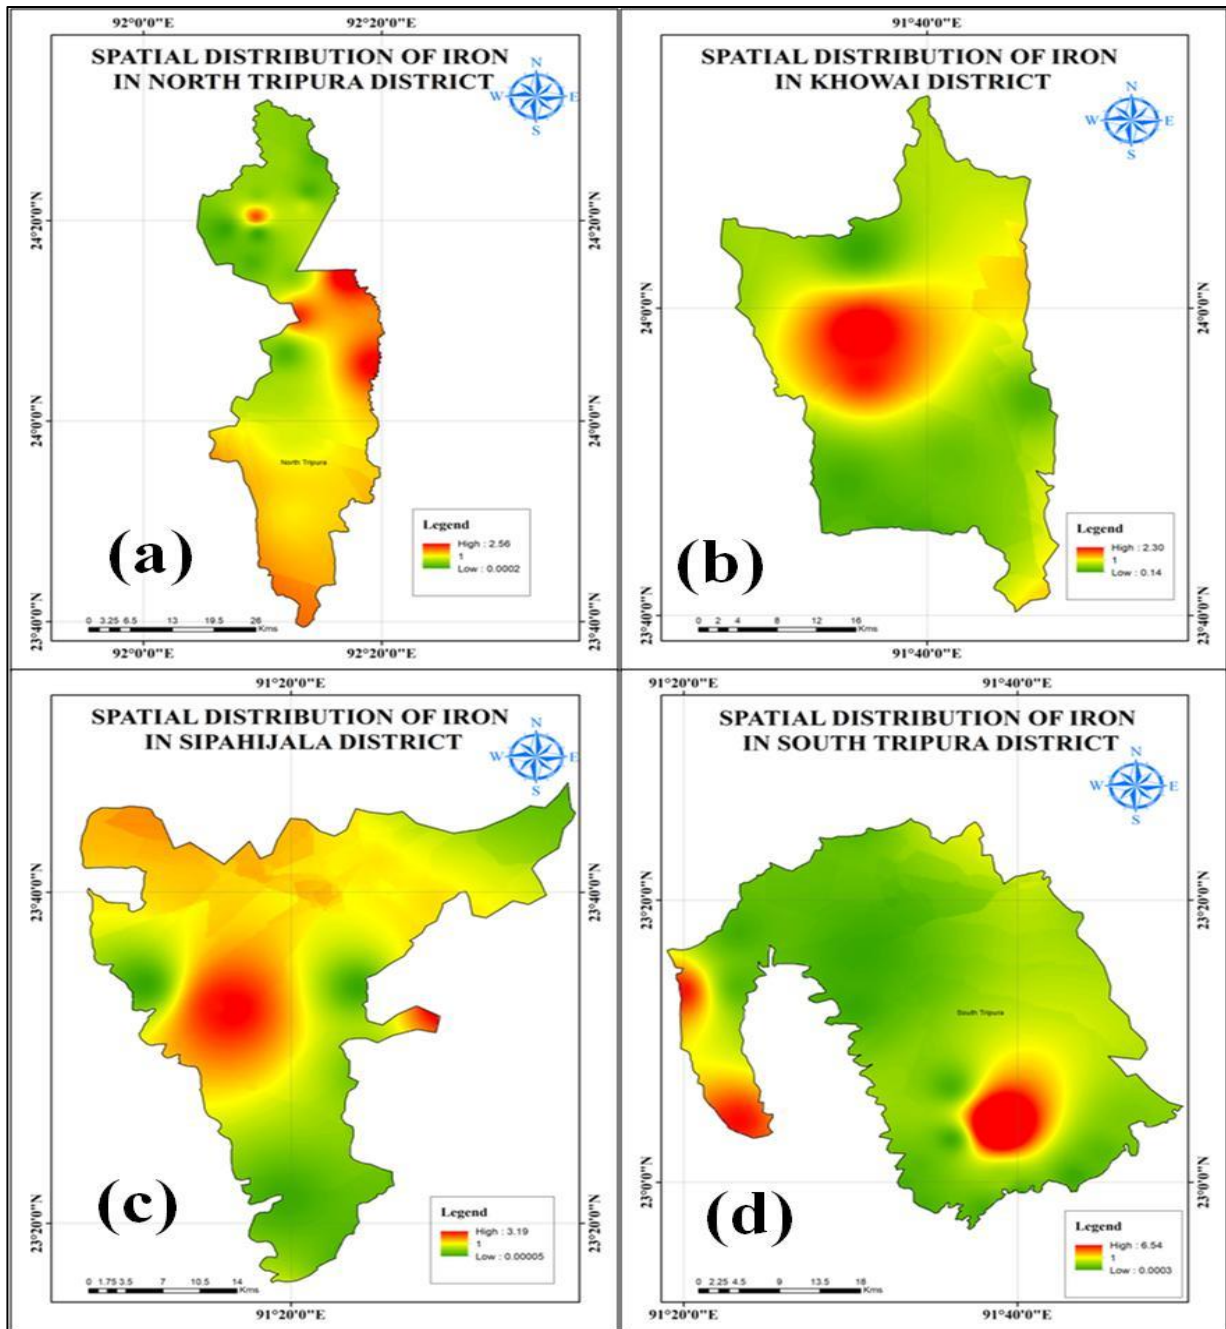 92°0'0"E 92°20'0"E
SPATIAL DISTRIBUTION OF IRON
IN NORTH TRIPURA DISTRICT
N
W E
S
24°20'0"N 24°20'0"N
24°0'0"N 24°0'0"N
North Tripura
(a)
Legend
High : 2.56
1
Low : 0.0002
23°40'0"N 23°40'0"N
0 3.25 6.5 13 19.5 26
Kms
92°0'0"E 92°20'0"E
91°40'0"E
SPATIAL DISTRIBUTION OF IRON
IN KHOWAI DISTRICT
N
W E
S
24°0'0"N 24°0'0"N
(b)
Legend
High : 2.30
1
Low : 0.14
23°40'0"N 23°40'0"N
0 2 4 8 12 16
Kms
91°40'0"E
91°20'0"E
SPATIAL DISTRIBUTION OF IRON
IN SIPAHIJALA DISTRICT
N
W E
S
23°40'0"N 23°40'0"N
(c)
Legend
High : 3.19
1
Low : 0.00005
23°20'0"N 23°20'0"N
0 1.75 3.5 7 10.5 14
Kms
91°20'0"E
91°20'0"E 91°40'0"E
SPATIAL DISTRIBUTION OF IRON
IN SOUTH TRIPURA DISTRICT
N
W E
S
23°20'0"N 23°20'0"N
South Tripura
23°0'0"N 23°0'0"N
(d)
Legend
High : 6.54
1
Low : 0.0003
0 2.25 4.5 9 13.5 18
Kms
91°20'0"E 91°40'0"E